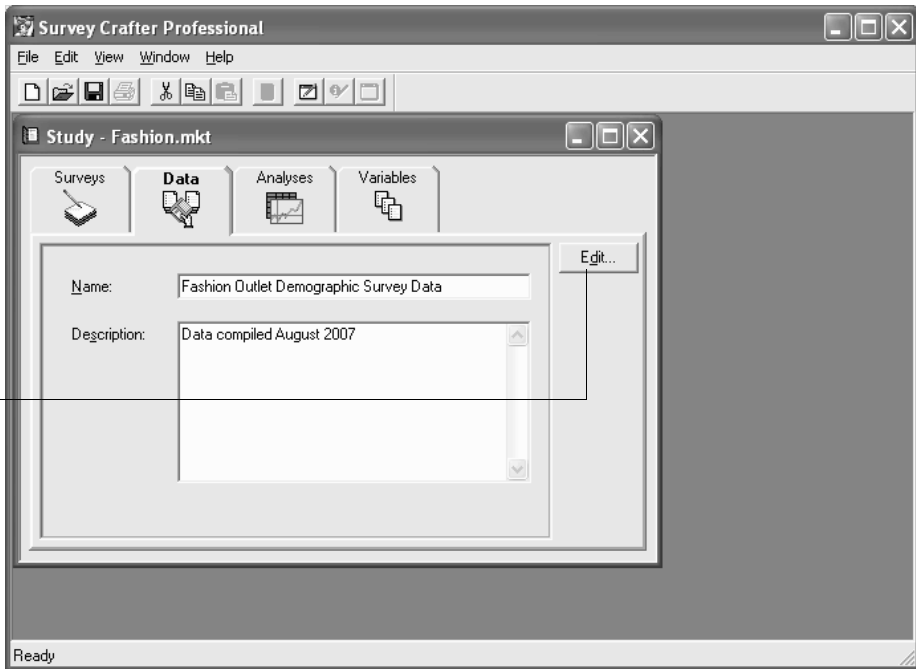 Survey Crafter Professional
File Edit View Window Help
Study - Fashion.mkt
Surveys Data Analyses Variables
Edit...
Name: Fashion Outlet Demographic Survey Data
Description: Data compiled August 2007
Ready